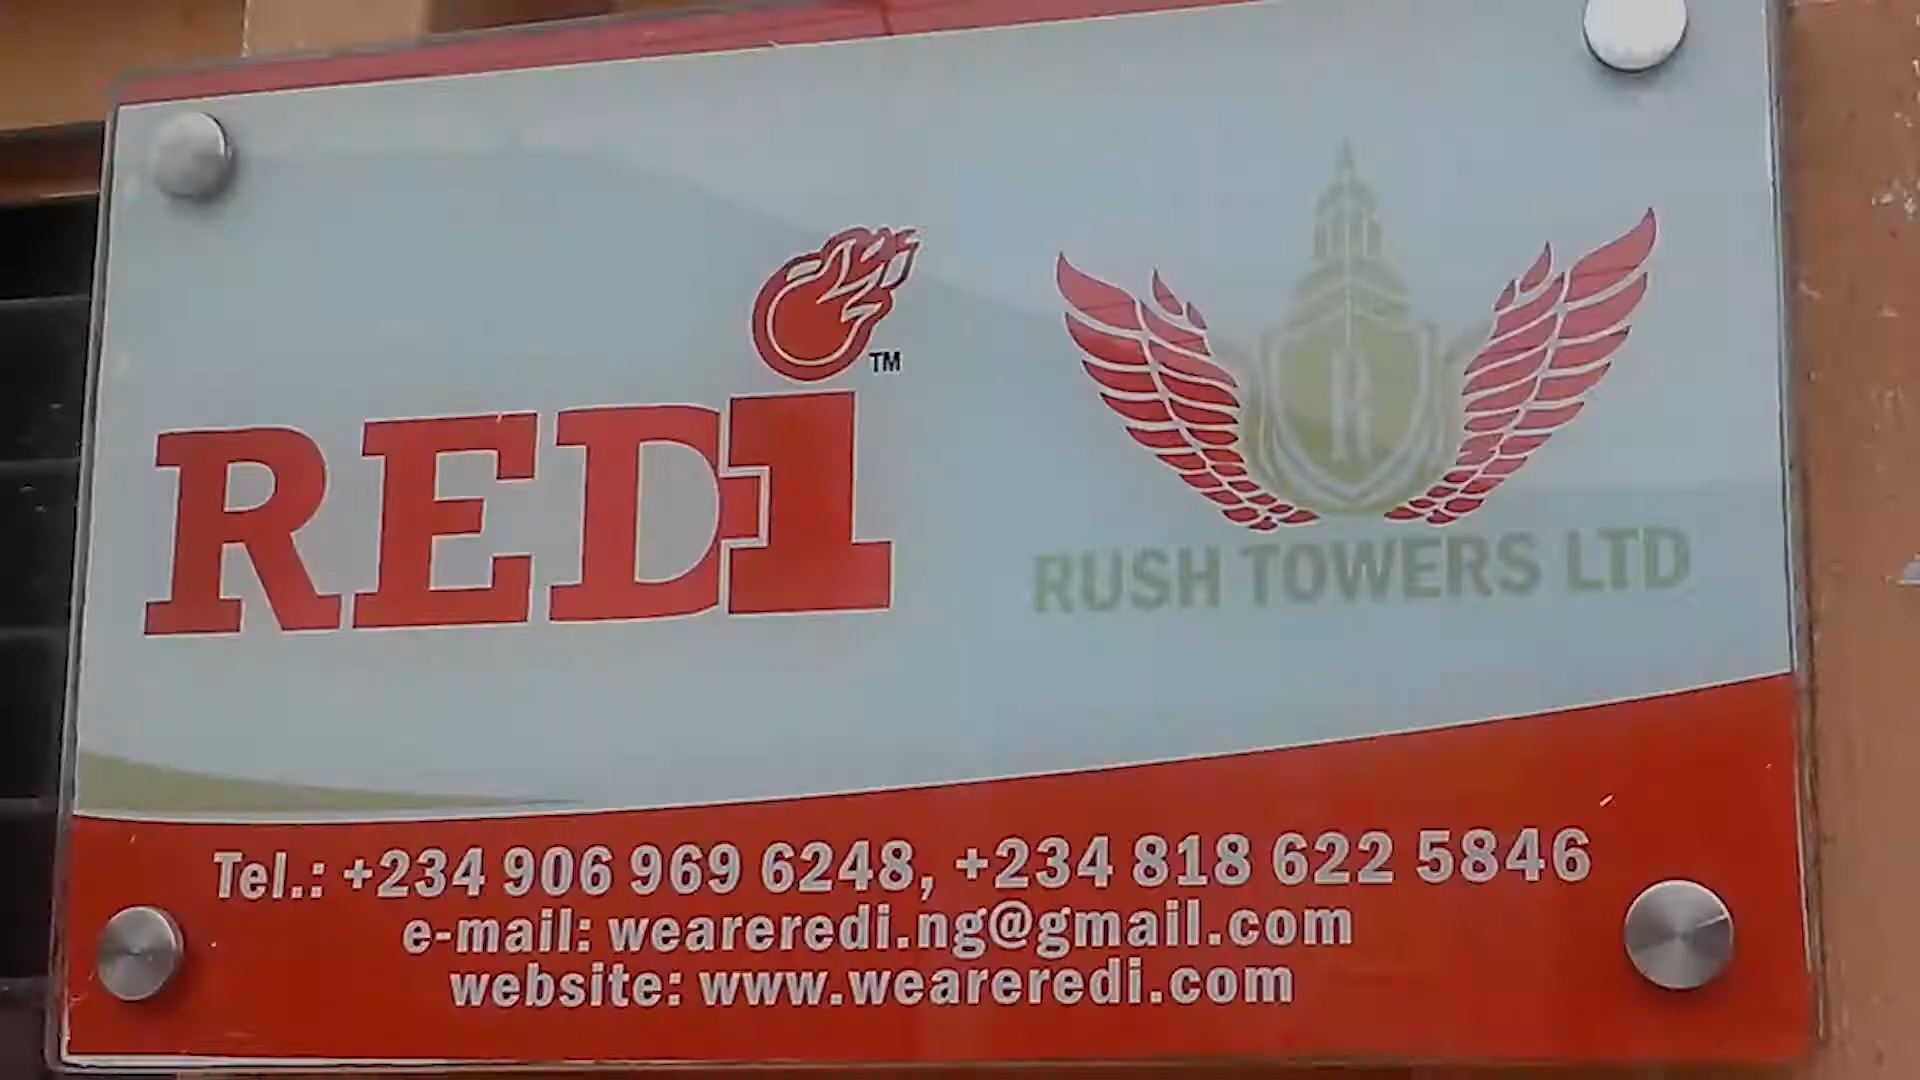 REDi
TM
R
RUSH TOWERS LTD
Tel.: +234 906 969 6248, +234 818 622 5846
e-mail: weareredi.ng@gmail.com
website: www.weareredi.com